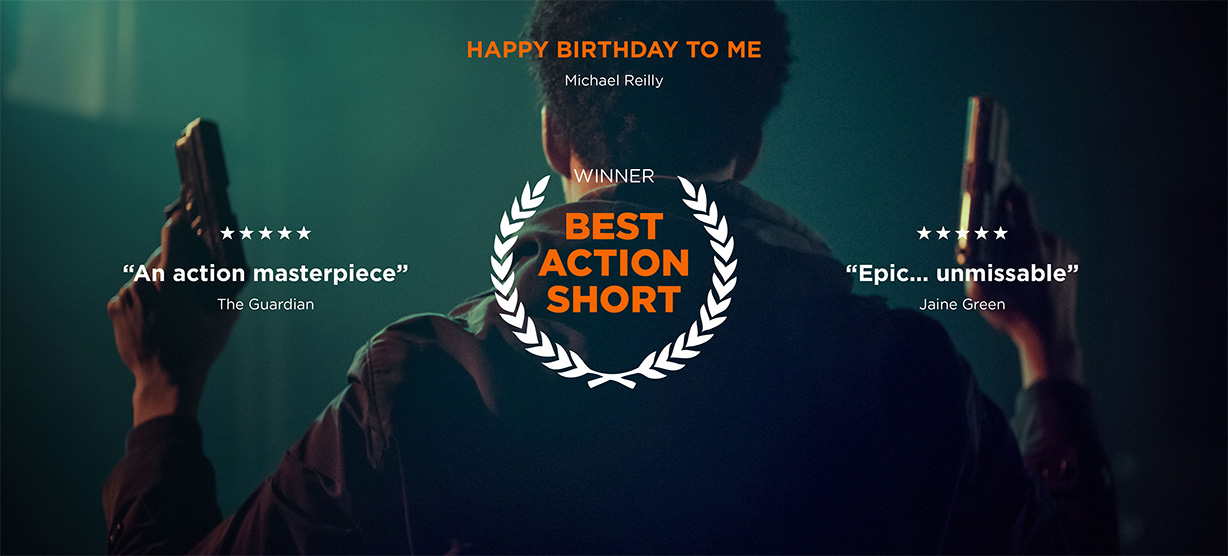 HAPPY BIRTHDAY TO ME
Michael Reilly
WINNER
BEST
ACTION
SHORT
★★★★★
“An action masterpiece”
The Guardian
★★★★★
“Epic... unmissable”
Jaine Green